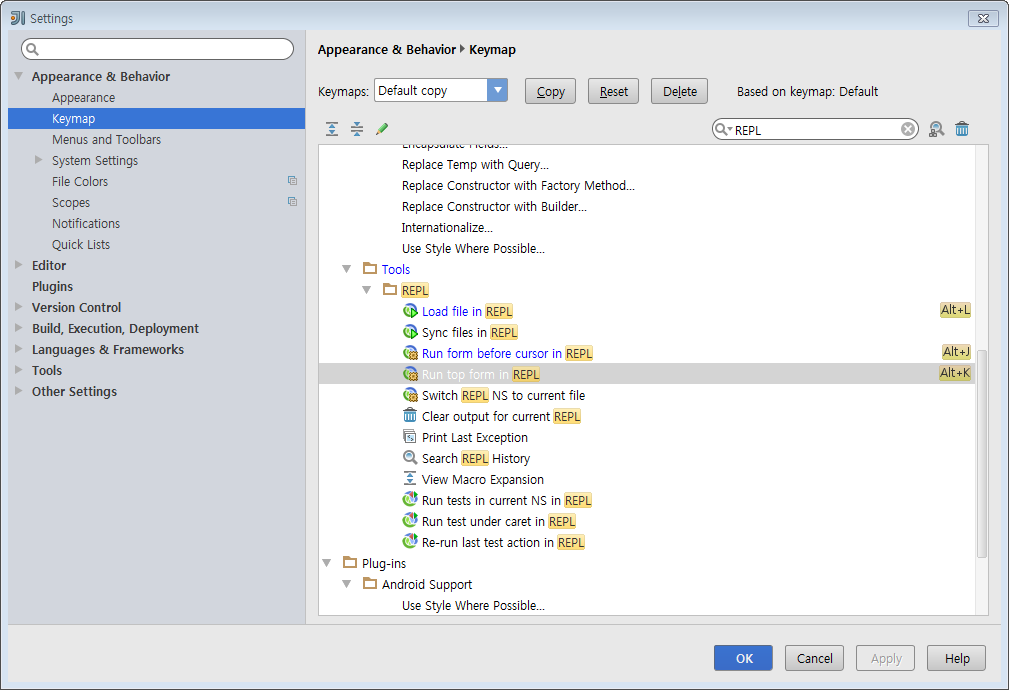 Settings
Appearance & Behavior
Appearance
Keymap
Menus and Toolbars
System Settings
File Colors
Scopes
Notifications
Quick Lists
Editor
Plugins
Version Control
Build, Execution, Deployment
Languages & Frameworks
Tools
Other Settings
Appearance & Behavior Keymap
Keymaps: Default copy Copy Reset Delete Based on keymap: Default
REPL
Encapsulate Fields...
Replace Temp with Query...
Replace Constructor with Factory Method...
Replace Constructor with Builder...
Internationalize...
Use Style Where Possible...
Tools
REPL
Load file in REPL Alt+L
Sync files in REPL
Run form before cursor in REPL Alt+J
Run top form in REPL Alt+K
Switch REPL NS to current file
Clear output for current REPL
Print Last Exception
Search REPL History
View Macro Expansion
Run tests in current NS in REPL
Run test under caret in REPL
Re-run last test action in REPL
Plug-ins
Android Support
Use Style Where Possible...
OK Cancel Apply Help